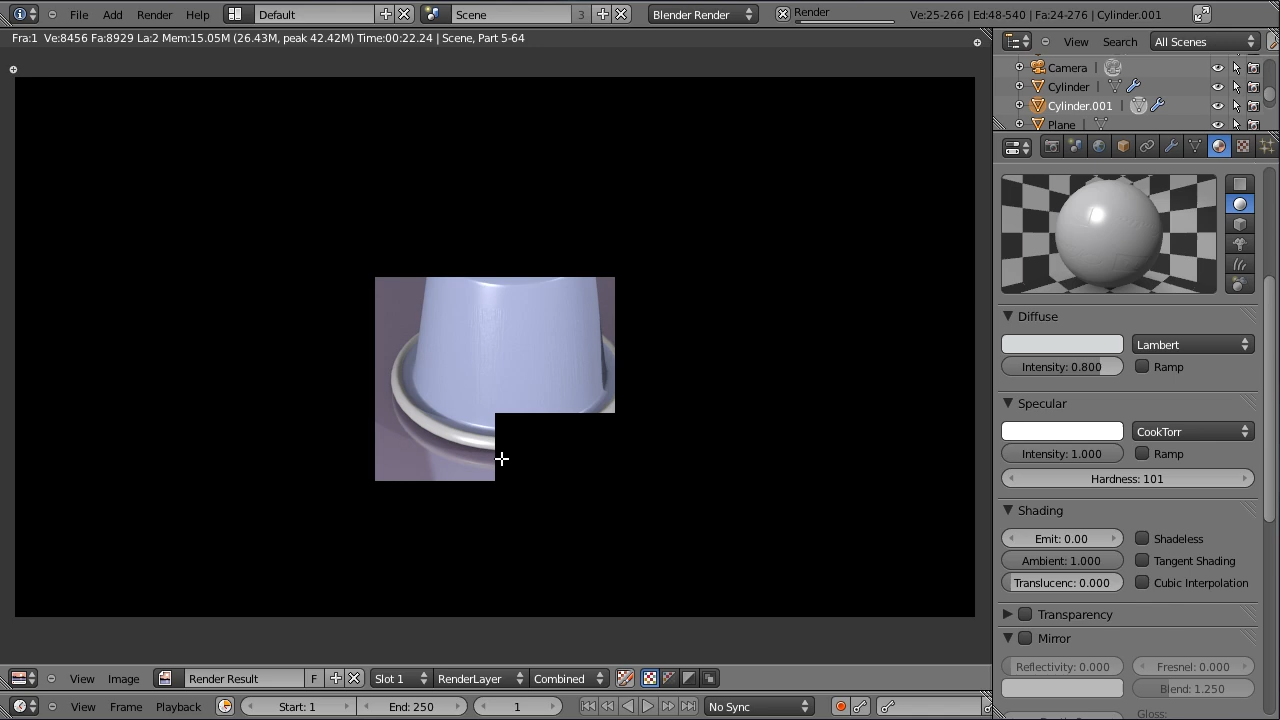 File Add Render Help Default Scene 3 Blender Render Render Ve:25-266 | Ed:48-540 | Fa:24-276 | Cylinder.001
Fra:1 Ve:8456 Fa:8929 La:2 Mem:15.05M (26.43M, peak 42.42M) Time:00:22.24 | Scene, Part 5-64
View Search All Scenes
Camera
Cylinder
Cylinder.001
Plane
Diffuse
Lambert
Intensity: 0.800 Ramp
Specular
CookTorr
Intensity: 1.000 Ramp
Hardness: 101
Shading
Emit: 0.00 Shadeless
Ambient: 1.000 Tangent Shading
Translucenc: 0.000 Cubic Interpolation
Transparency
Mirror
Reflectivity: 0.000 Fresnel: 0.000
Blend: 1.250
Gloss:
View Image Render Result F Slot 1 RenderLayer Combined
View Frame Playback Start: 1 End: 250 1 No Sync